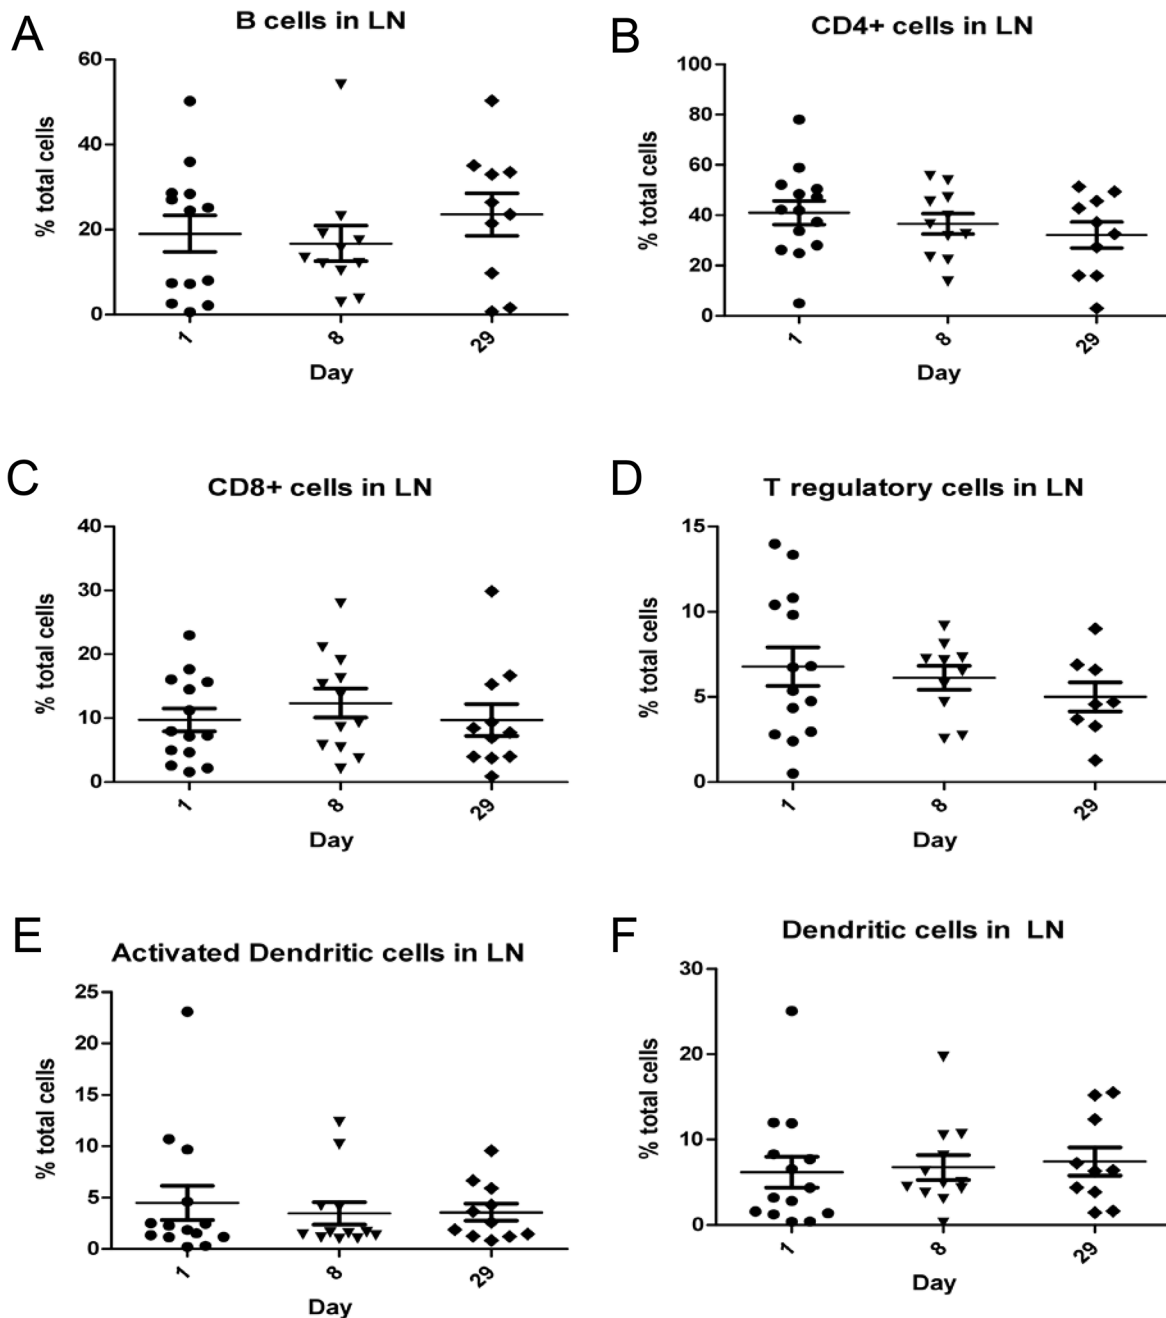 A
B cells in LN
60
40
20
0
% total cells
1
8
29
Day
B
CD4+ cells in LN
100
80
60
40
20
0
% total cells
1
8
29
Day
C
CD8+ cells in LN
40
30
20
10
0
% total cells
1
8
29
Day
D
T regulatory cells in LN
15
10
5
0
% total cells
1
8
29
Day
E
Activated Dendritic cells in LN
25
20
15
10
5
0
% total cells
1
8
29
Day
F
Dendritic cells in LN
30
20
10
0
% total cells
1
8
29
Day